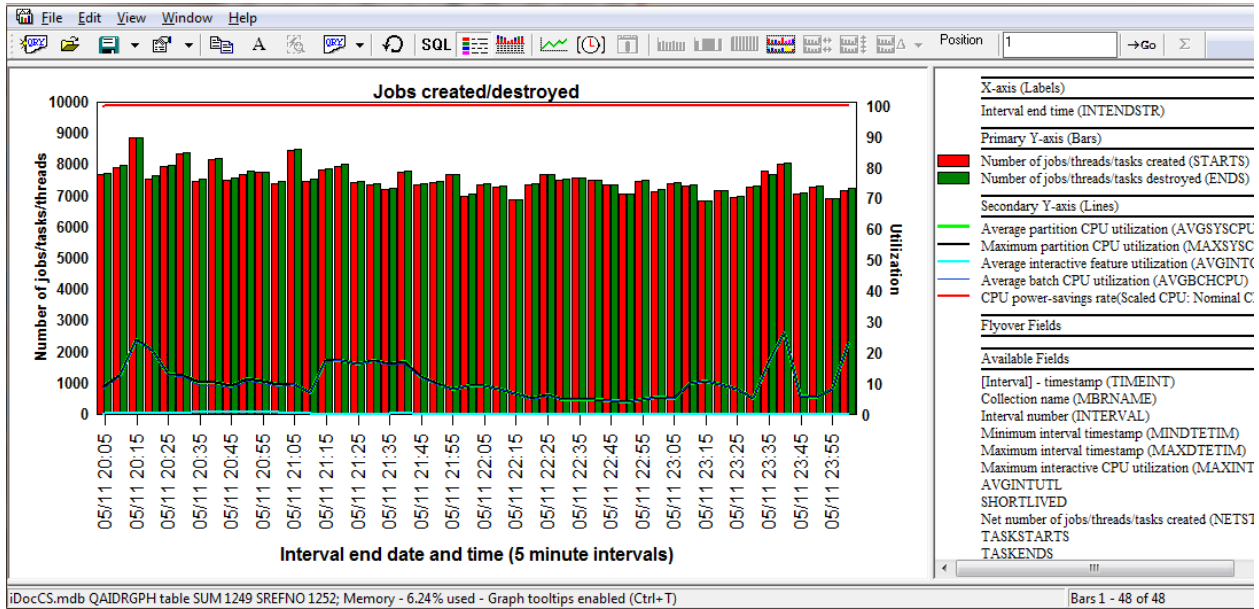 File Edit View Window Help
QRY A QRY SQL Position 1 →Go Σ
Jobs created/destroyed
10000
9000
8000
7000
6000
5000
4000
3000
2000
1000
0
Number of jobs/tasks/threads
100
90
80
70
60
50
40
30
20
10
0
Utilization
05/11 20:05
05/11 20:15
05/11 20:25
05/11 20:35
05/11 20:45
05/11 20:55
05/11 21:05
05/11 21:15
05/11 21:25
05/11 21:35
05/11 21:45
05/11 21:55
05/11 22:05
05/11 22:15
05/11 22:25
05/11 22:35
05/11 22:45
05/11 22:55
05/11 23:05
05/11 23:15
05/11 23:25
05/11 23:35
05/11 23:45
05/11 23:55
Interval end date and time (5 minute intervals)
X-axis (Labels)
Interval end time (INTENDSTR)
Primary Y-axis (Bars)
Number of jobs/threads/tasks created (STARTS)
Number of jobs/threads/tasks destroyed (ENDS)
Secondary Y-axis (Lines)
Average partition CPU utilization (AVGSYSCPU
Maximum partition CPU utilization (MAXSYSC
Average interactive feature utilization (AVGINTC
Average batch CPU utilization (AVGBCHCPU)
CPU power-savings rate(Scaled CPU: Nominal C
Flyover Fields
Available Fields
[Interval] - timestamp (TIMEINT)
Collection name (MBRNAME)
Interval number (INTERVAL)
Minimum interval timestamp (MINDTETIM)
Maximum interval timestamp (MAXDTETIM)
Maximum interactive CPU utilization (MAXINT
AVGINTUTL
SHORTLIVED
Net number of jobs/threads/tasks created (NETST
TASKSTARTS
TASKENDS
iDocCS.mdb QAIDRGPH table SUM 1249 SREFNO 1252; Memory - 6.24% used - Graph tooltips enabled (Ctrl+T)
Bars 1 - 48 of 48